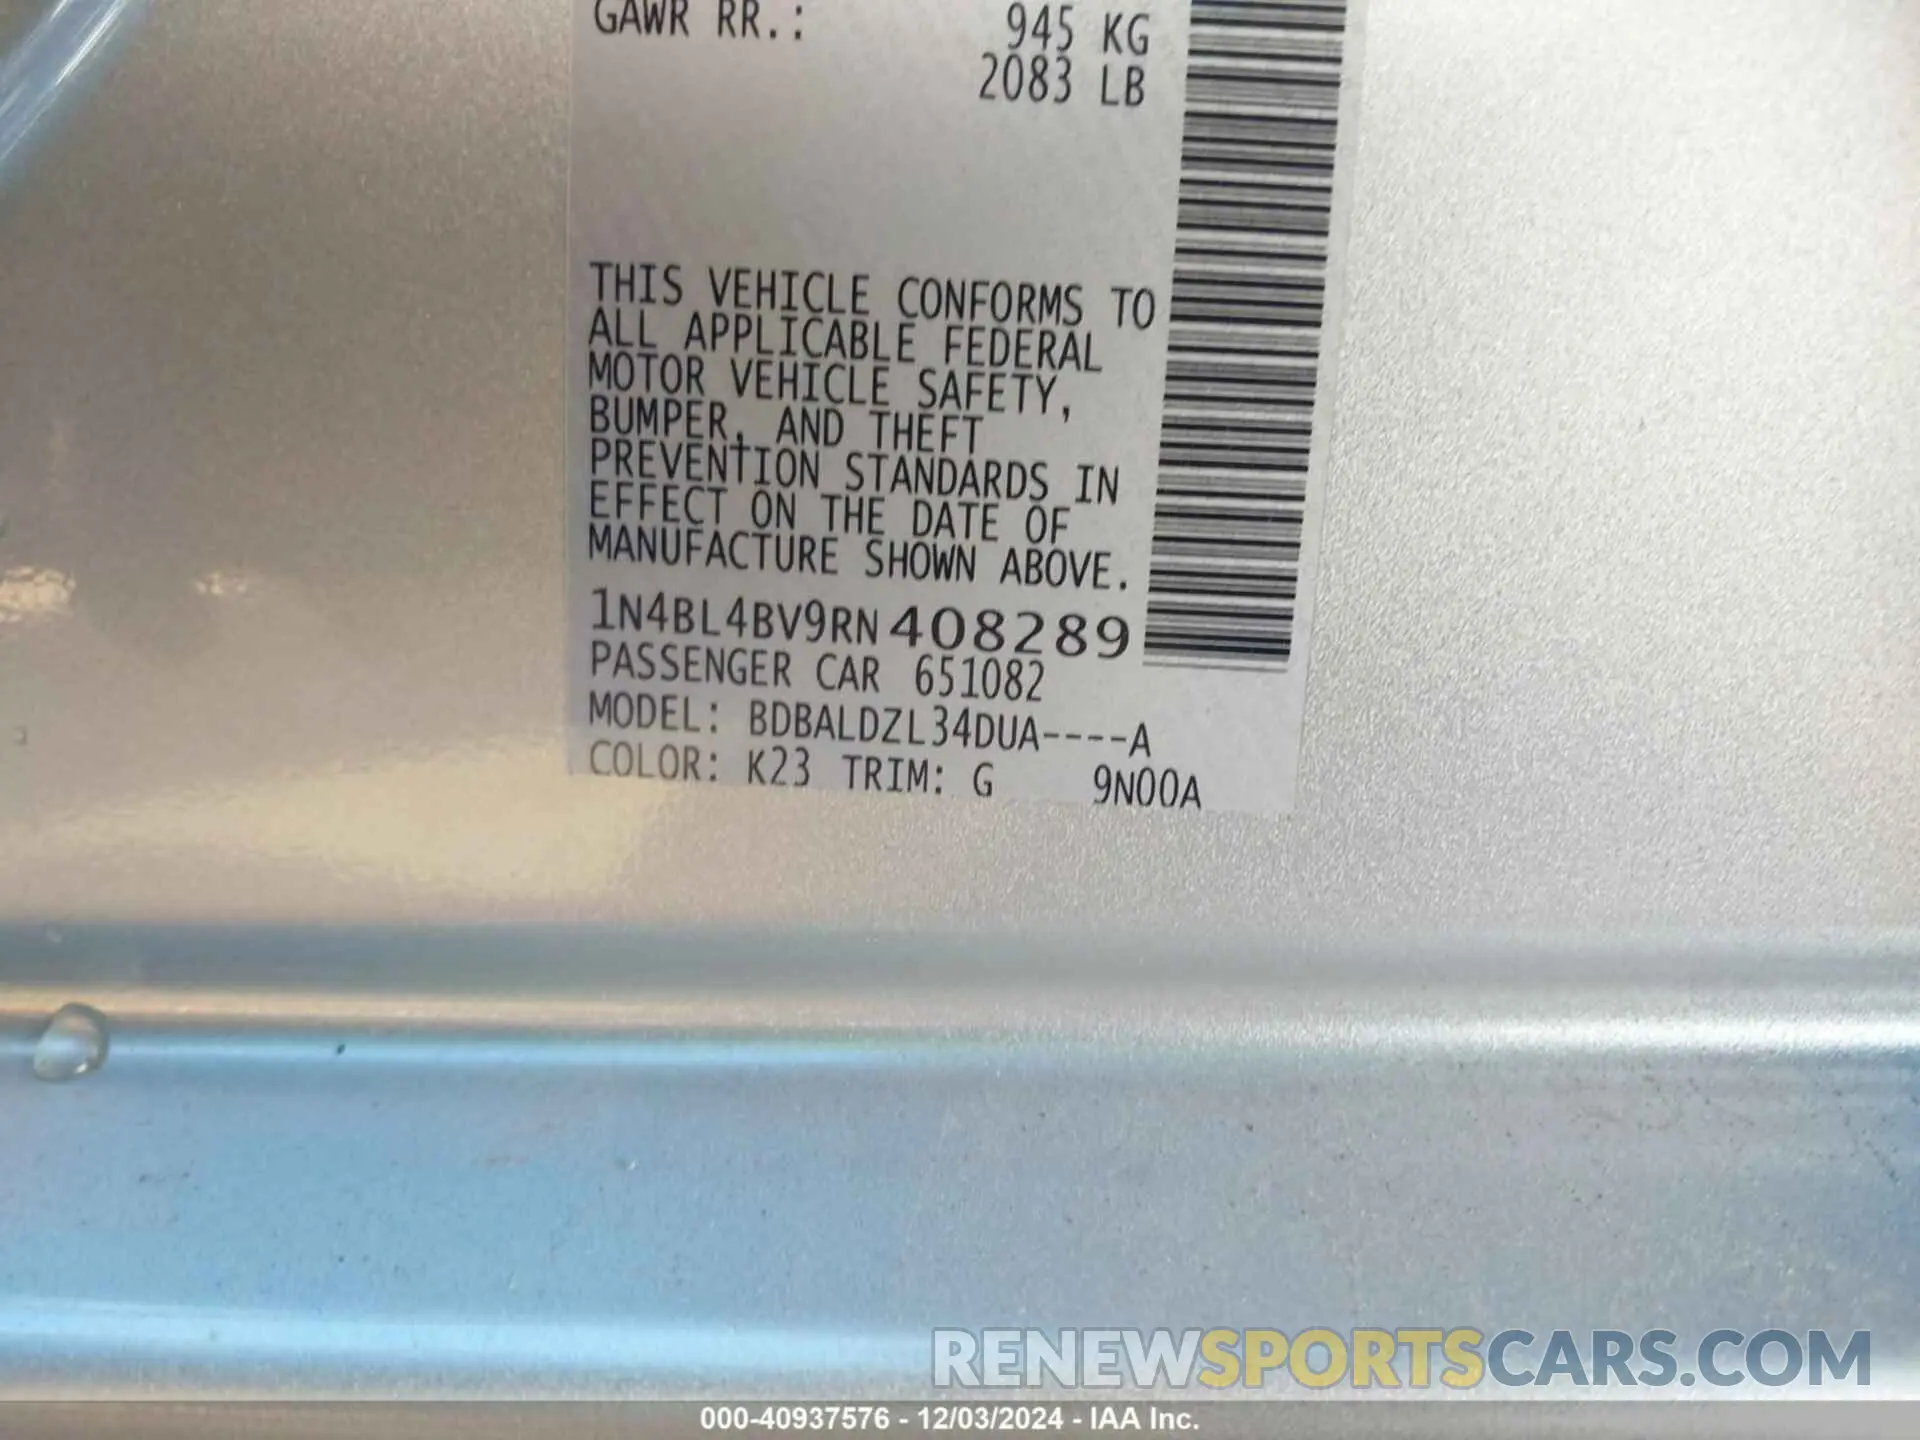 GAWR RR.: 945 KG
2083 LB
THIS VEHICLE CONFORMS TO
ALL APPLICABLE FEDERAL
MOTOR VEHICLE SAFETY,
BUMPER, AND THEFT
PREVENTION STANDARDS IN
EFFECT ON THE DATE OF
MANUFACTURE SHOWN ABOVE.
1N4BL4BV9RN408289
PASSENGER CAR 651082
MODEL: BDBALDZL34DUA----A
COLOR: K23 TRIM: G 9N00A
RENEWSPORTSCARS.COM
000-40937576 - 12/03/2024 - IAA Inc.